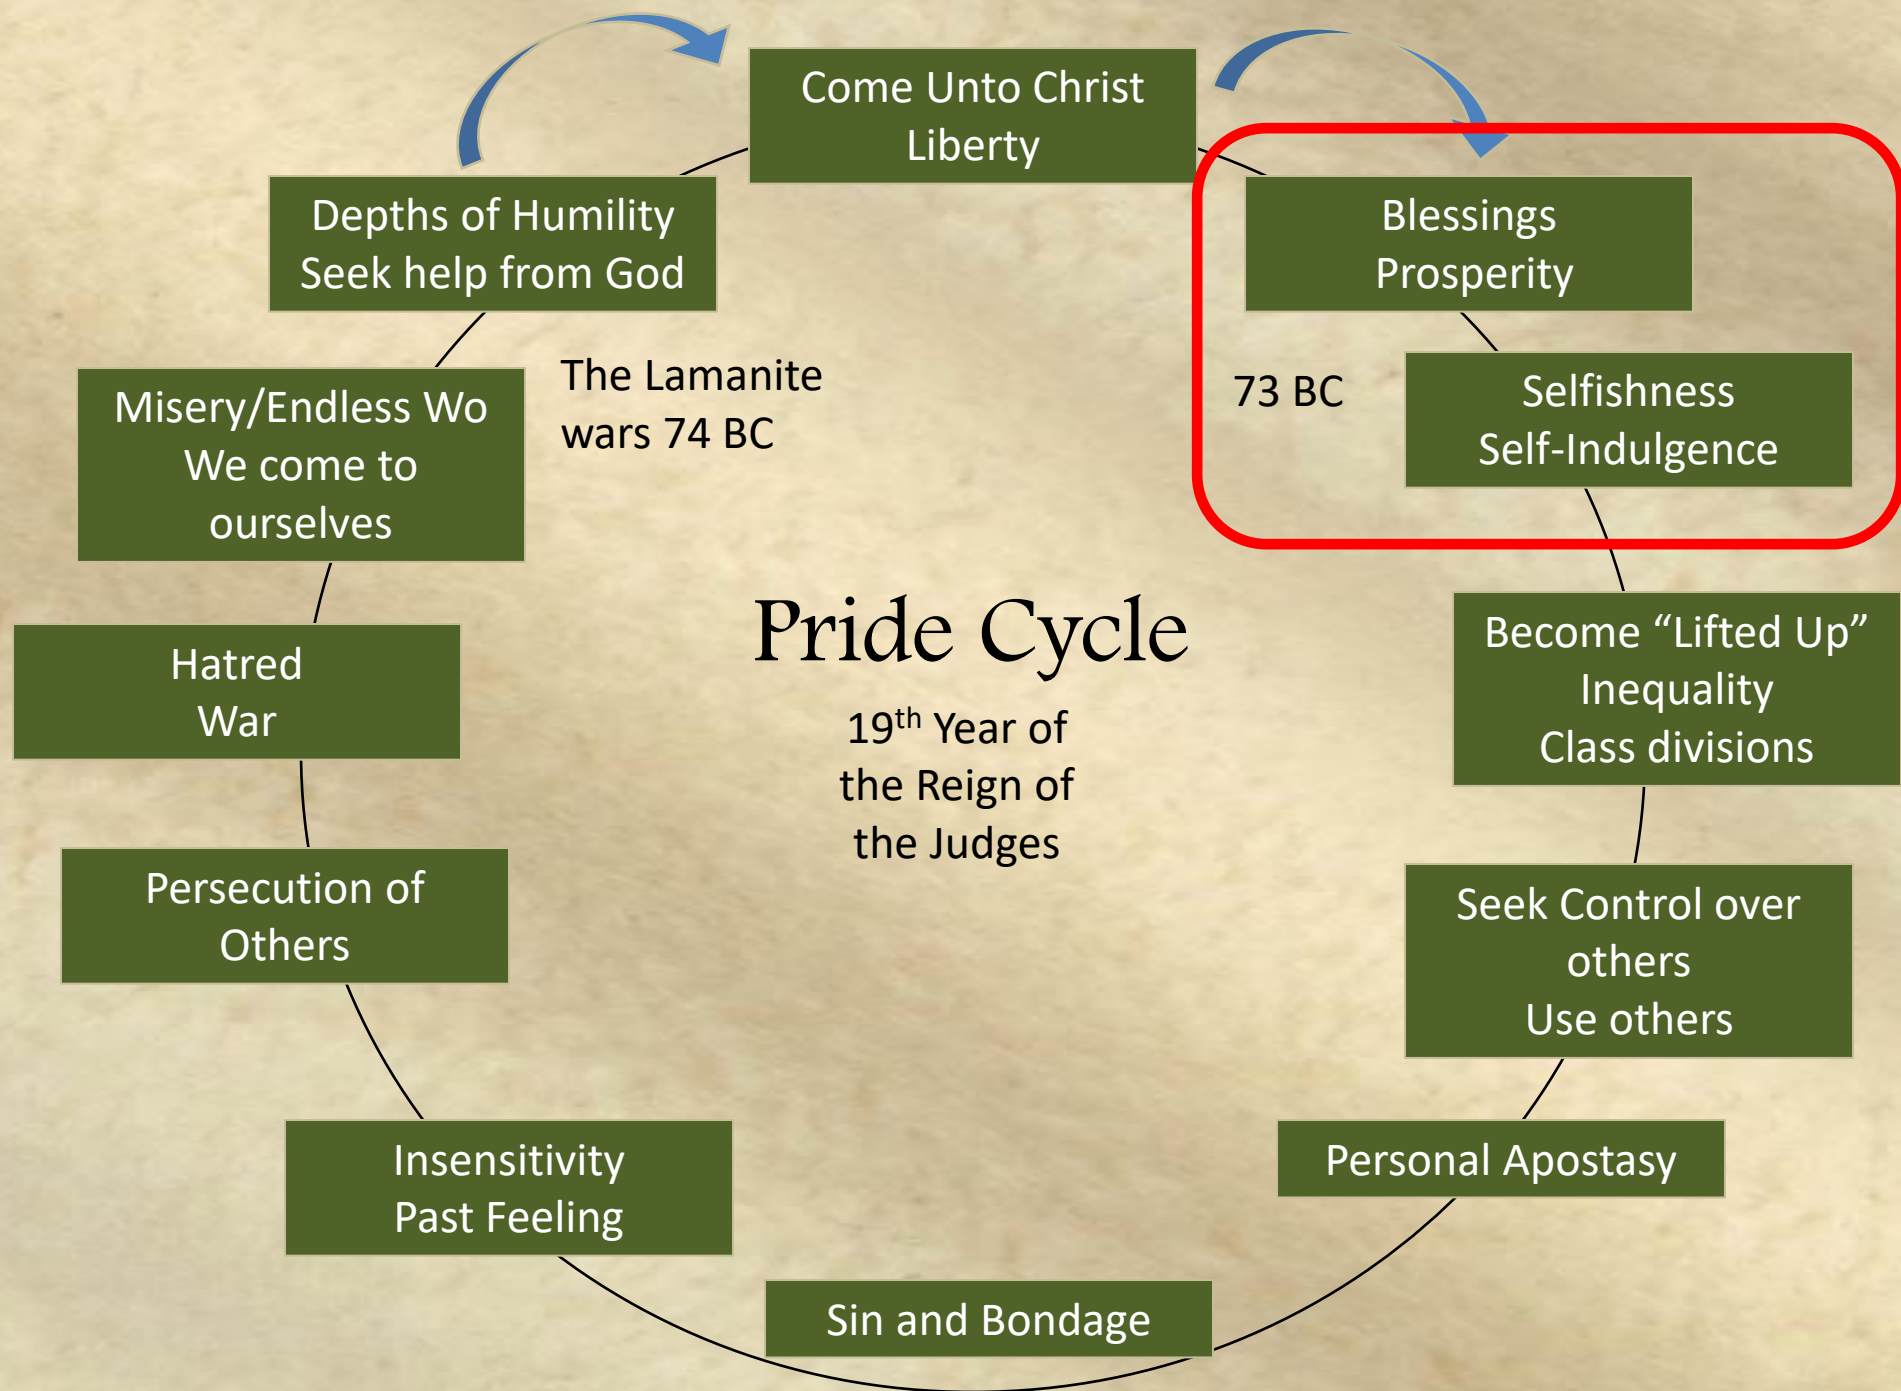 Come Unto Christ
Liberty
Blessings
Prosperity
73 BC
Selfishness
Self-Indulgence
Become “Lifted Up”
Inequality
Class divisions
Seek Control over
others
Use others
Personal Apostasy
Sin and Bondage
Insensitivity
Past Feeling
Persecution of
Others
Hatred
War
Misery/Endless Wo
We come to
ourselves
Depths of Humility
Seek help from God
The Lamanite
wars 74 BC
Pride Cycle
19th Year of
the Reign of
the Judges